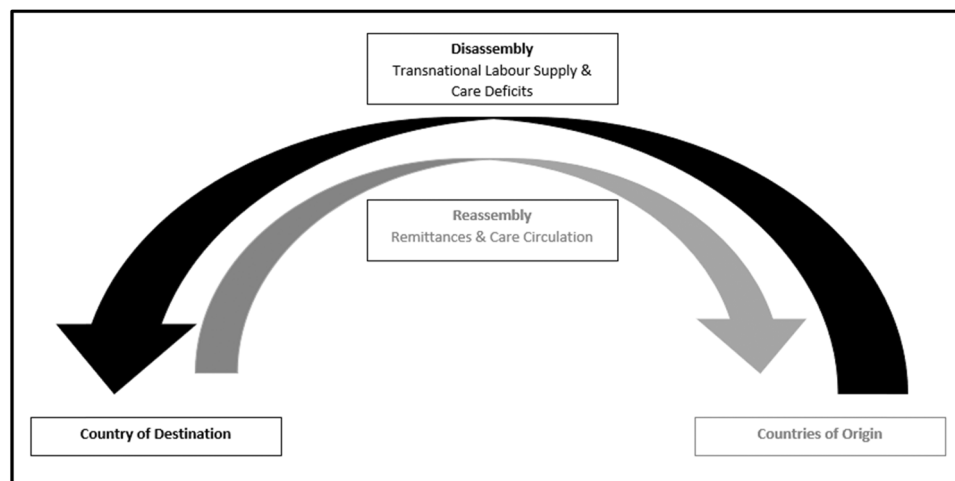 Disassembly
Transnational Labour Supply &
Care Deficits
Reassembly
Remittances & Care Circulation
Country of Destination
Countries of Origin